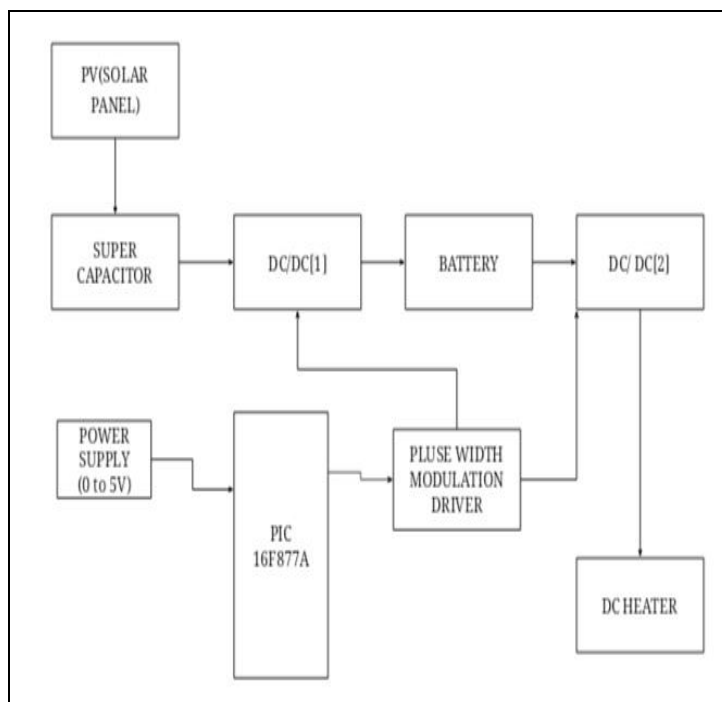 PV(SOLAR
PANEL)
SUPER
CAPACITOR
DC/DC[1]
BATTERY
DC/ DC[2]
POWER
SUPPLY
(0 to 5V)
PIC
16F877A
PLUSE WIDTH
MODULATION
DRIVER
DC HEATER